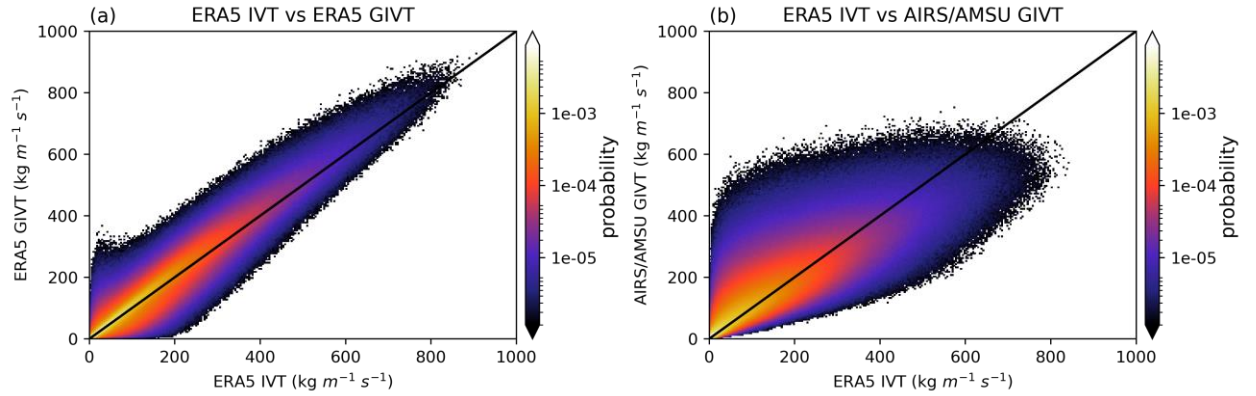 (a) ERA5 IVT vs ERA5 GIVT
1000
800
600
400
200
0
ERA5 GIVT (kg m⁻¹ s⁻¹)
0 200 400 600 800 1000
ERA5 IVT (kg m⁻¹ s⁻¹)
1e-03
1e-04
1e-05
probability
(b) ERA5 IVT vs AIRS/AMSU GIVT
1000
800
600
400
200
0
AIRS/AMSU GIVT (kg m⁻¹ s⁻¹)
0 200 400 600 800 1000
ERA5 IVT (kg m⁻¹ s⁻¹)
1e-03
1e-04
1e-05
probability